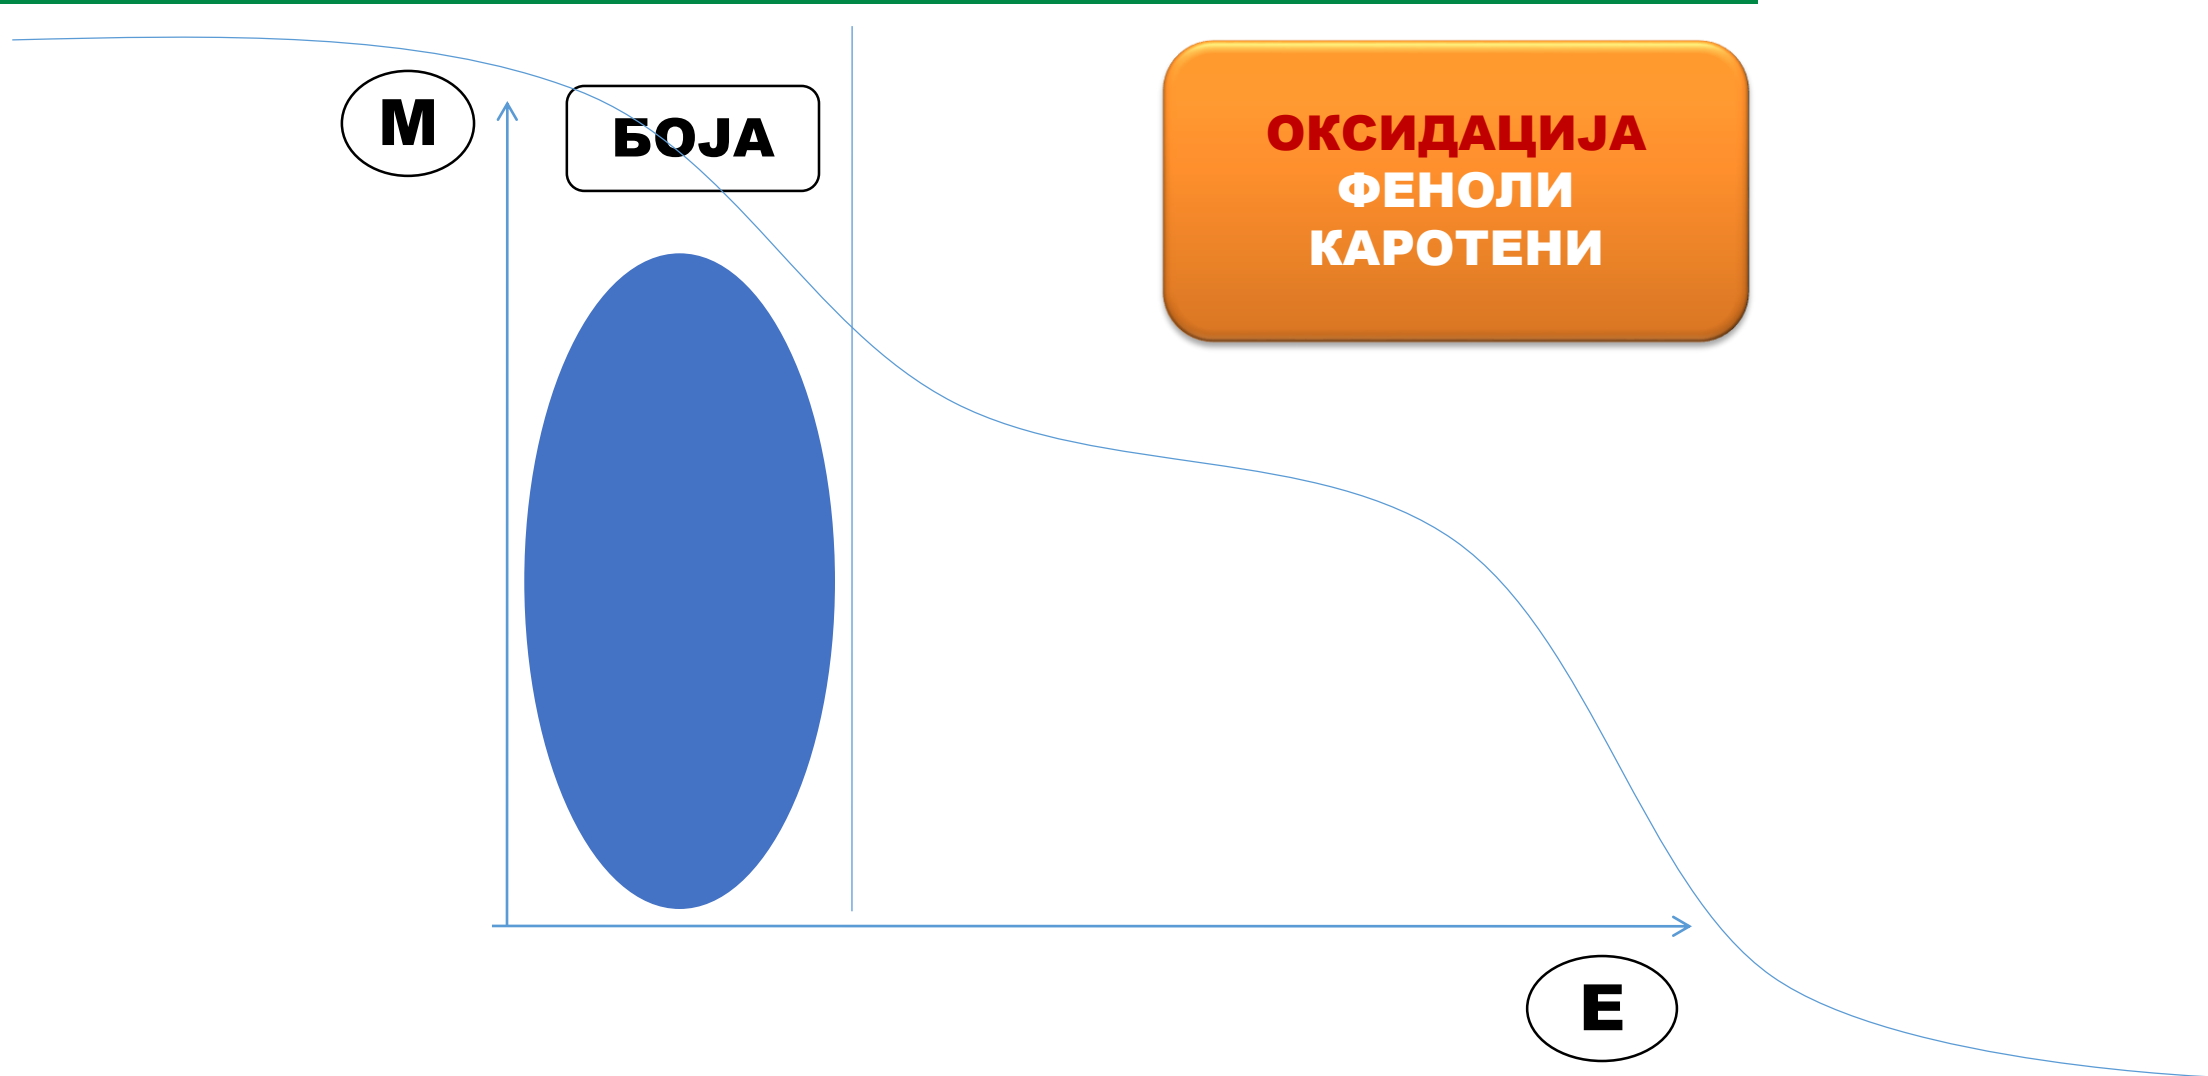 М
БОЈА
ОКСИДАЦИЈА
ФЕНОЛИ
КАРОТЕНИ
Е